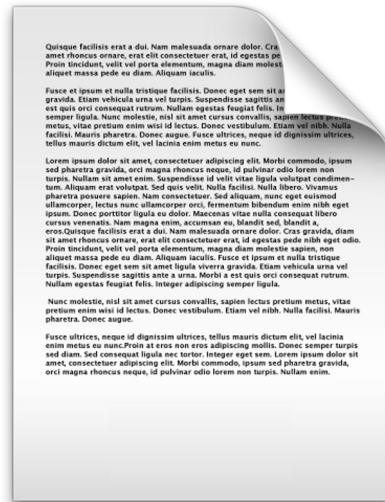 Quisque facilisis erat a dui. Nam malesuada ornare dolor. Cra
amet rhoncus ornare, erat elit consectetuer erat, id egestas pe
Proin tincidunt, velit vel porta elementum, magna diam molest
aliquet massa pede eu diam. Aliquam iaculis.
Fusce et ipsum et nulla tristique facilisis. Donec eget sem sit a
gravida. Etiam vehicula urna vel turpis. Suspendisse sagittis an
est quis orci consequat rutrum. Nullam egestas feugiat felis. In
semper ligula. Nunc molestie, nisl sit amet cursus convallis, sapien lectus pretium
metus, vitae pretium enim wisi id lectus. Donec vestibulum. Etiam vel nibh. Nulla
facilisi. Mauris pharetra. Donec augue. Fusce ultrices, neque id dignissim ultrices,
tellus mauris dictum elit, vel lacinia enim metus eu nunc.
Lorem ipsum dolor sit amet, consectetuer adipiscing elit. Morbi commodo, ipsum
sed pharetra gravida, orci magna rhoncus neque, id pulvinar odio lorem non
turpis. Nullam sit amet enim. Suspendisse id velit vitae ligula volutpat condimen-
tum. Aliquam erat volutpat. Sed quis velit. Nulla facilisi. Nulla libero. Vivamus
pharetra posuere sapien. Nam consectetuer. Sed aliquam, nunc eget euismod
ullamcorper, lectus nunc ullamcorper orci, fermentum bibendum enim nibh eget
ipsum. Donec porttitor ligula eu dolor. Maecenas vitae nulla consequat libero
cursus venenatis. Nam magna enim, accumsan eu, blandit sed, blandit a,
eros.Quisque facilisis erat a dui. Nam malesuada ornare dolor. Cras gravida, diam
sit amet rhoncus ornare, erat elit consectetuer erat, id egestas pede nibh eget odio.
Proin tincidunt, velit vel porta elementum, magna diam molestie sapien, non
aliquet massa pede eu diam. Aliquam iaculis. Fusce et ipsum et nulla tristique
facilisis. Donec eget sem sit amet ligula viverra gravida. Etiam vehicula urna vel
turpis. Suspendisse sagittis ante a urna. Morbi a est quis orci consequat rutrum.
Nullam egestas feugiat felis. Integer adipiscing semper ligula.
Nunc molestie, nisl sit amet cursus convallis, sapien lectus pretium metus, vitae
pretium enim wisi id lectus. Donec vestibulum. Etiam vel nibh. Nulla facilisi. Mauris
pharetra. Donec augue.
Fusce ultrices, neque id dignissim ultrices, tellus mauris dictum elit, vel lacinia
enim metus eu nunc.Proin at eros non eros adipiscing mollis. Donec semper turpis
sed diam. Sed consequat ligula nec tortor. Integer eget sem. Lorem ipsum dolor sit
amet, consectetuer adipiscing elit. Morbi commodo, ipsum sed pharetra gravida,
orci magna rhoncus neque, id pulvinar odio lorem non turpis. Nullam enim.